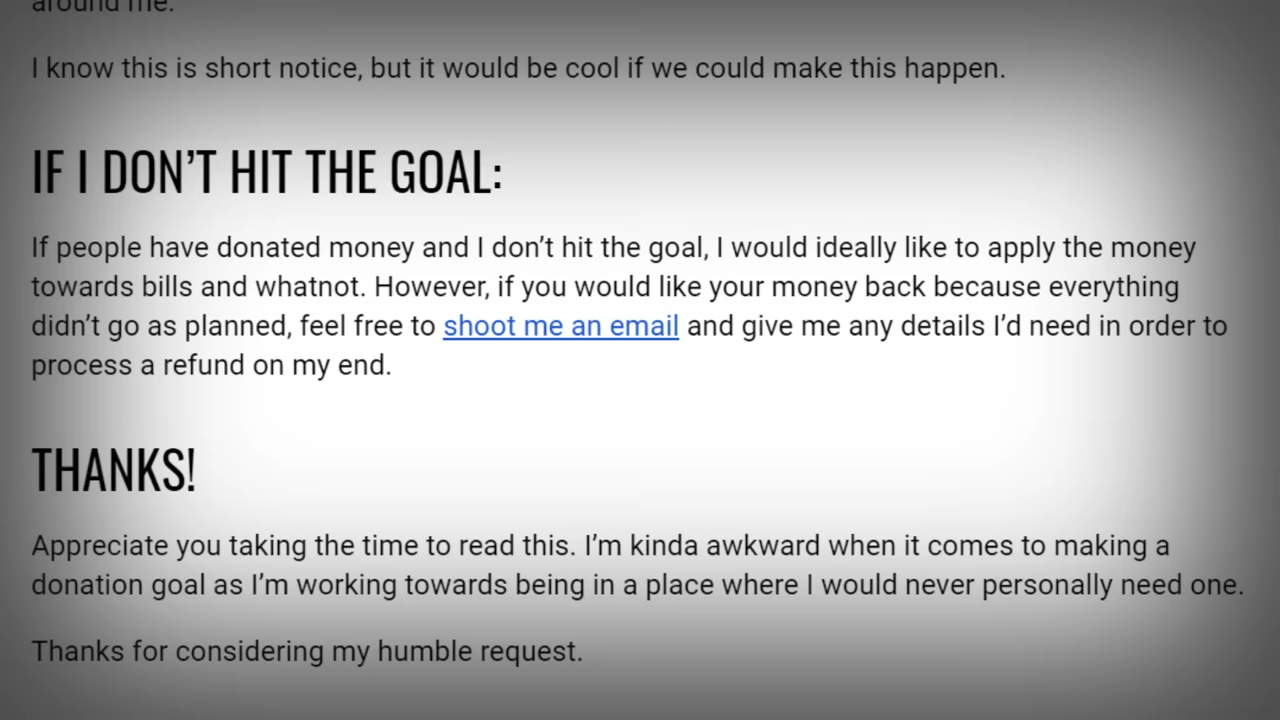 around me.
I know this is short notice, but it would be cool if we could make this happen.
IF I DON’T HIT THE GOAL:
If people have donated money and I don’t hit the goal, I would ideally like to apply the money
towards bills and whatnot. However, if you would like your money back because everything
didn’t go as planned, feel free to shoot me an email and give me any details I’d need in order to
process a refund on my end.
THANKS!
Appreciate you taking the time to read this. I’m kinda awkward when it comes to making a
donation goal as I’m working towards being in a place where I would never personally need one.
Thanks for considering my humble request.